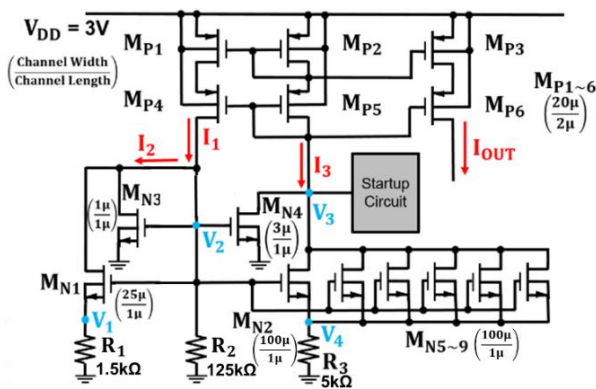 V_DD = 3V
(Channel Width/Channel Length)
M_P1
M_P2
M_P3
M_P4
M_P5
M_P6
M_P1~6
(20μ/2μ)
I_1
I_2
I_3
I_OUT
M_N3
(1μ/1μ)
M_N4
(3μ/1μ)
V_3
Startup
Circuit
V_2
M_N1
(25μ/1μ)
V_1
M_N2
(100μ/1μ)
V_4
M_N5~9 (100μ/1μ)
R_1
1.5kΩ
R_2
125kΩ
R_3
5kΩ